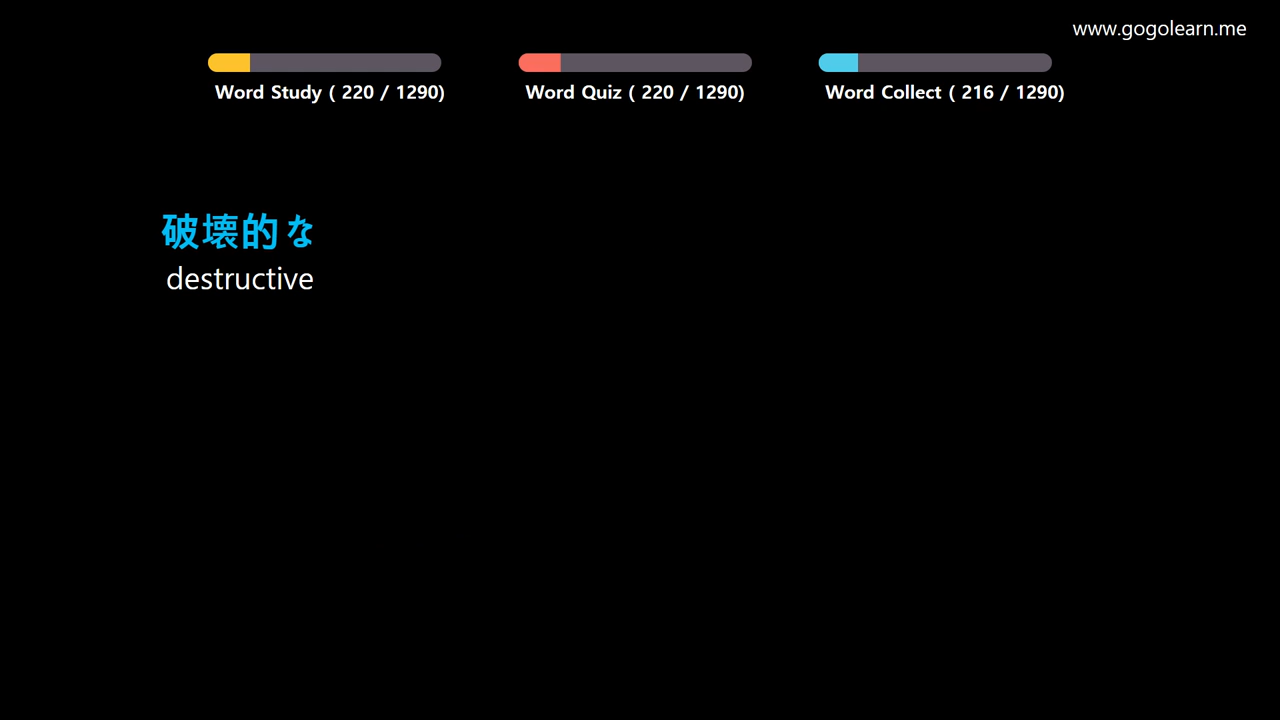 www.gogolearn.me
Word Study ( 220 / 1290)
Word Quiz ( 220 / 1290)
Word Collect ( 216 / 1290)
破壊的な
destructive